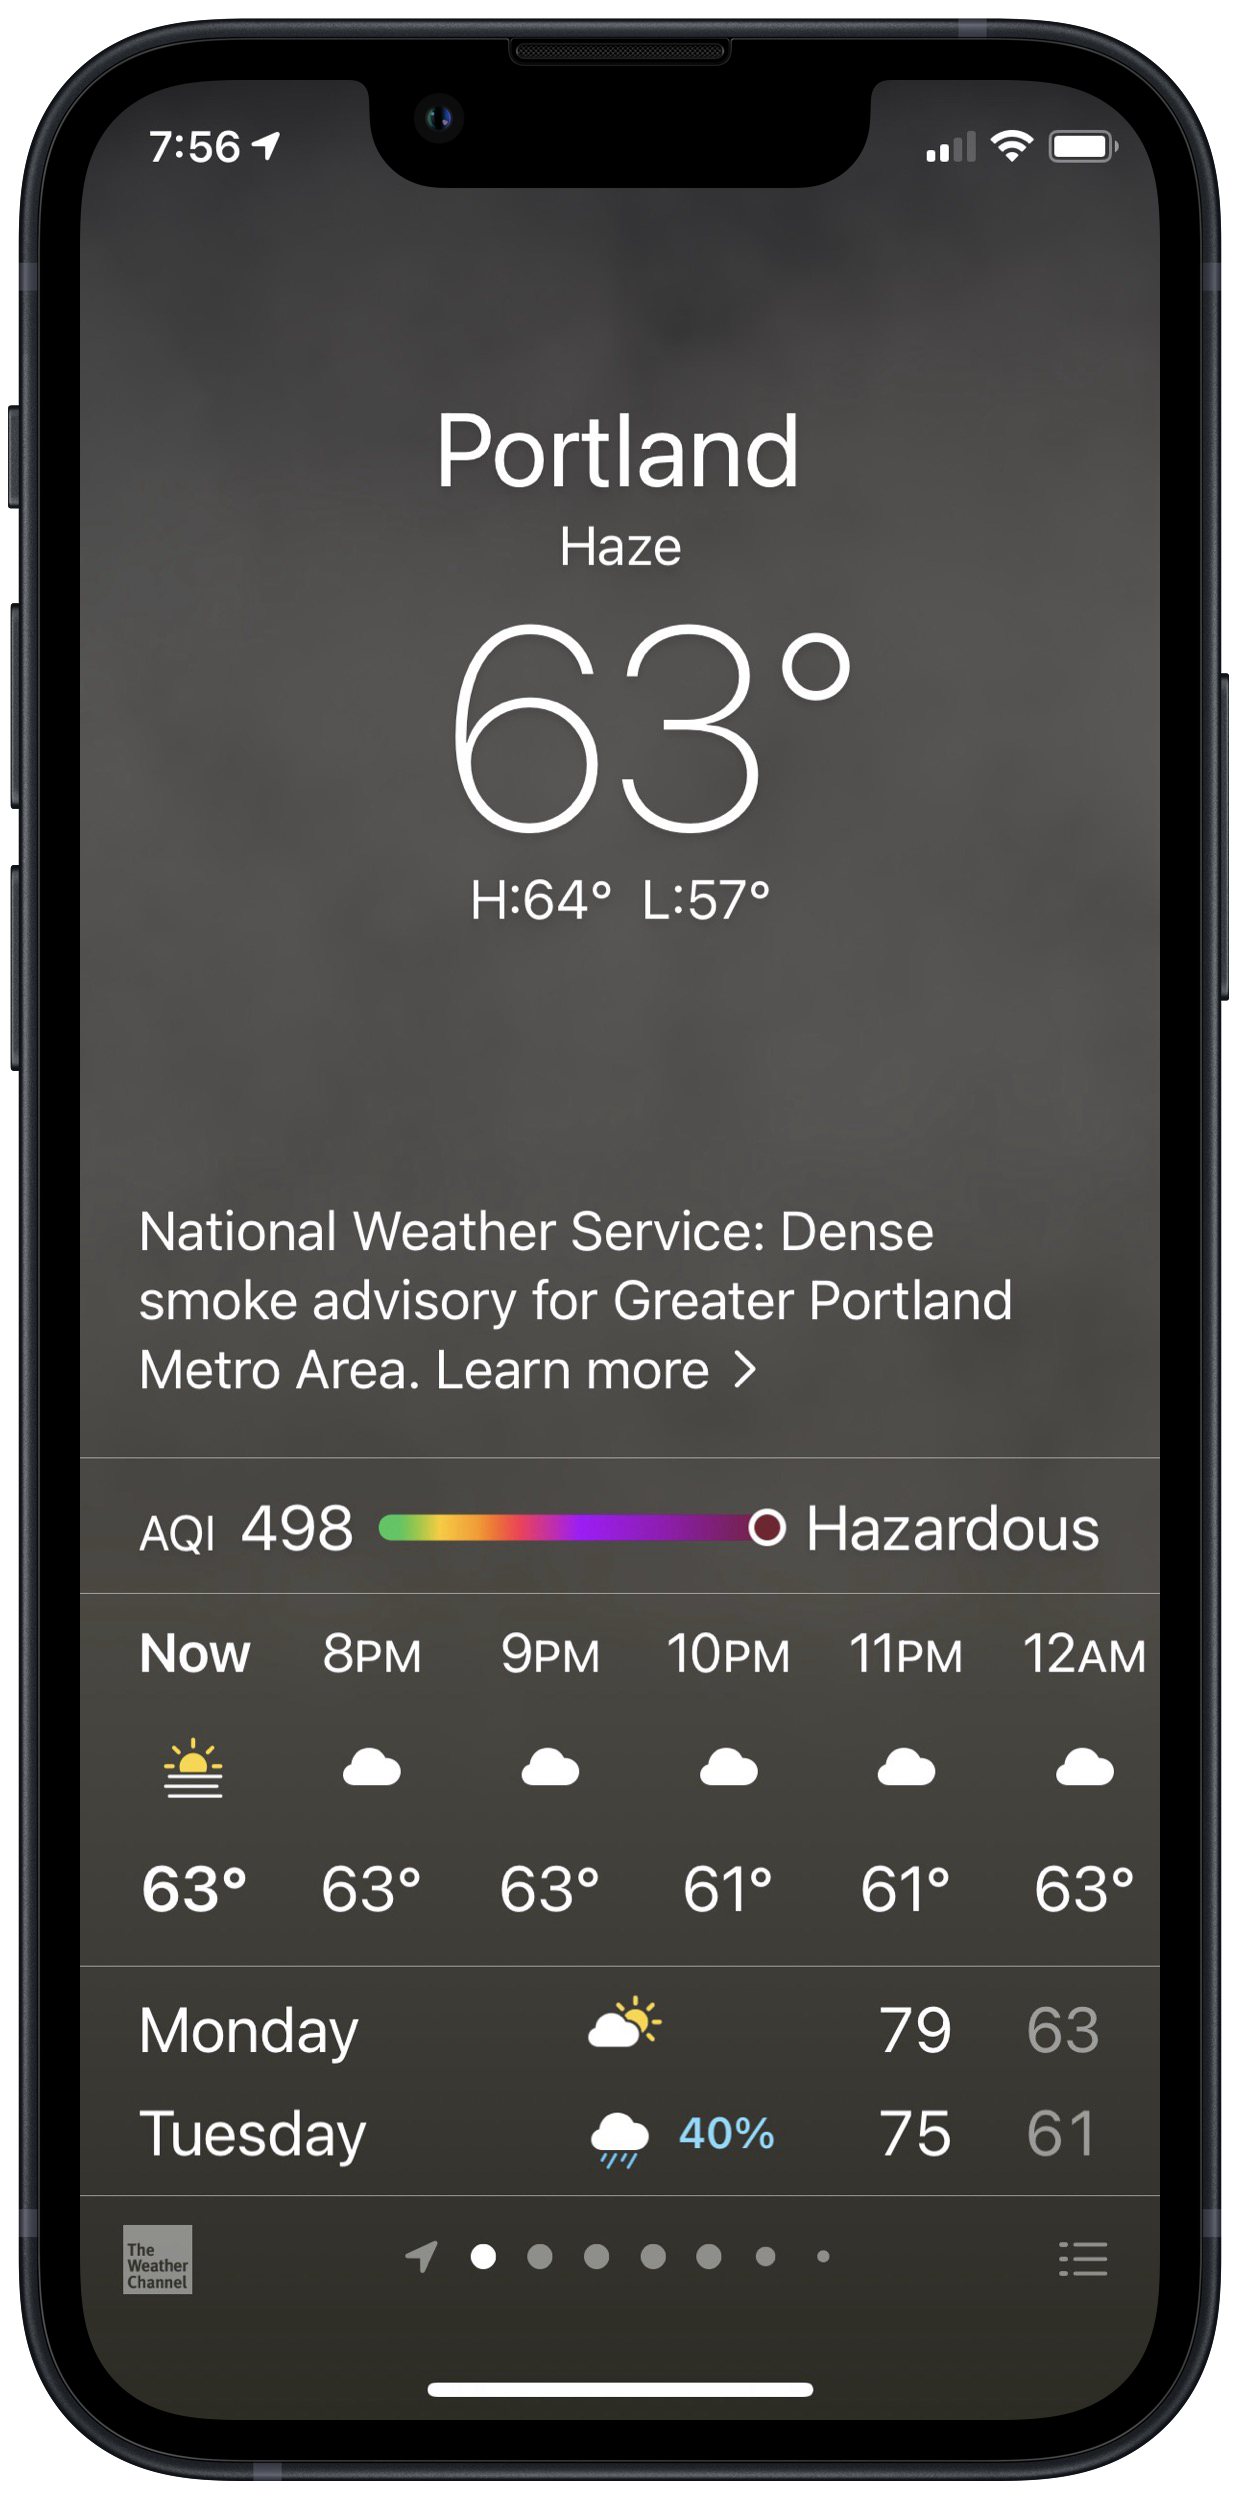 7:56
Portland
Haze
63°
H:64° L:57°
National Weather Service: Dense
smoke advisory for Greater Portland
Metro Area. Learn more >
AQI 498 Hazardous
Now 8PM 9PM 10PM 11PM 12AM
63° 63° 63° 61° 61° 63°
Monday 79 63
Tuesday 40% 75 61
The
Weather
Channel